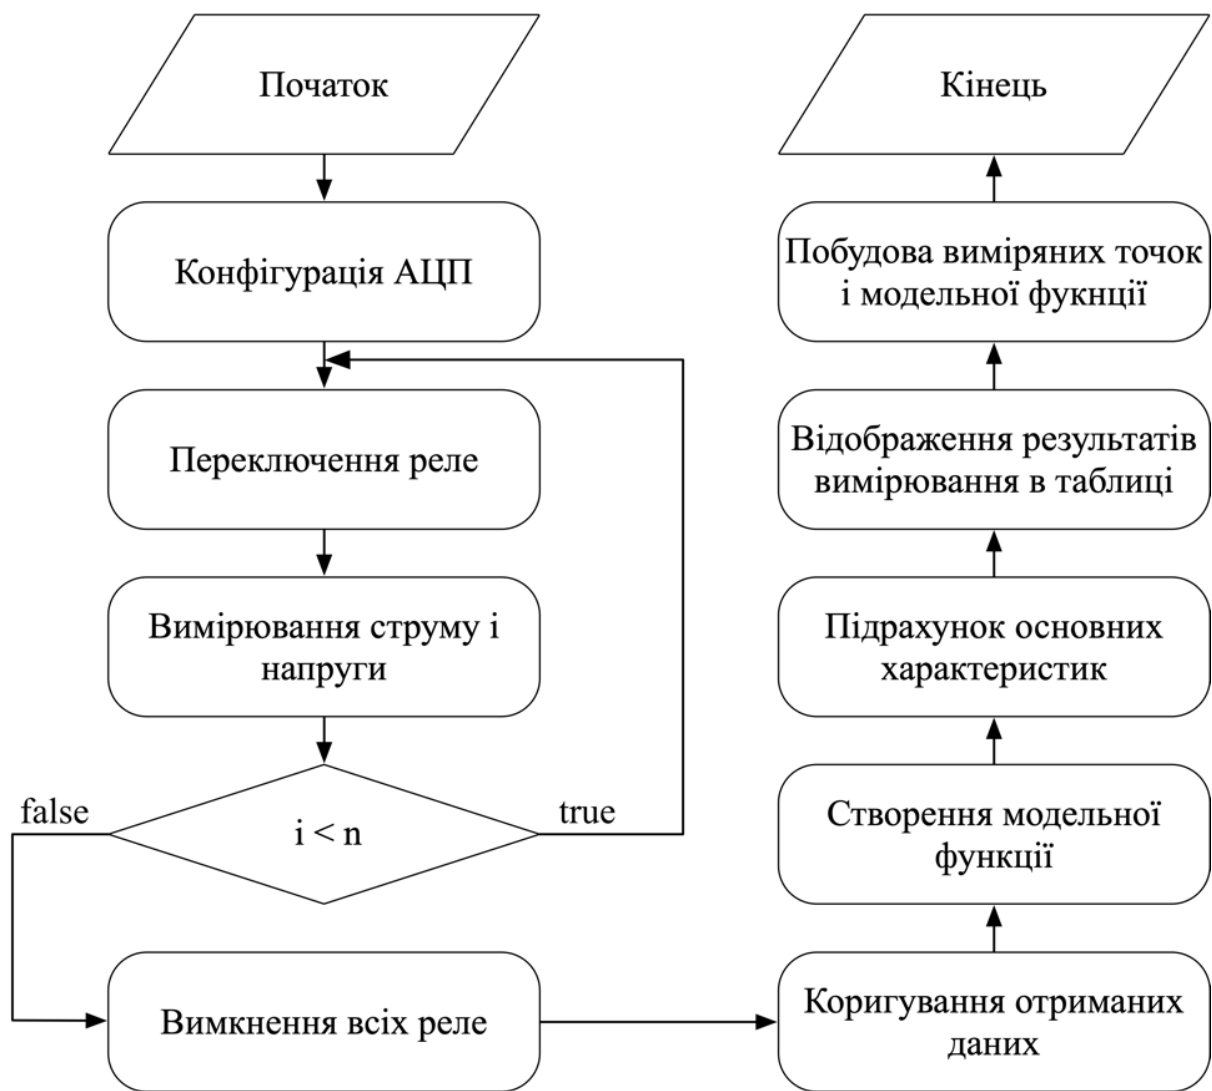 Початок
Конфігурація АЦП
Переключення реле
Вимірювання струму і
напруги
false
i < n
true
Вимкнення всіх реле
Коригування отриманих
даних
Створення модельної
функції
Підрахунок основних
характеристик
Відображення результатів
вимірювання в таблиці
Побудова виміряних точок
і модельної фукнції
Кінець